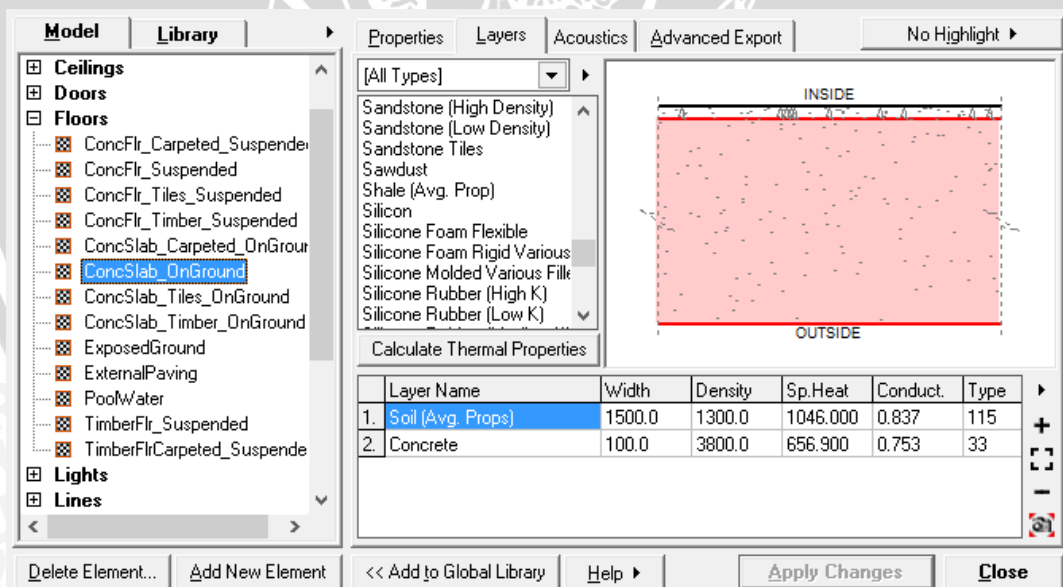 Model
Library
Ceilings
Doors
Floors
ConcFlr_Carpeted_Suspende
ConcFlr_Suspended
ConcFlr_Tiles_Suspended
ConcFlr_Timber_Suspended
ConcSlab_Carpeted_OnGroun
ConcSlab_OnGround
ConcSlab_Tiles_OnGround
ConcSlab_Timber_OnGround
ExposedGround
ExternalPaving
PoolWater
TimberFlr_Suspended
TimberFlrCarpeted_Suspende
Lights
Lines
Delete Element...
Add New Element
Properties
Layers
Acoustics
Advanced Export
No Highlight
[All Types]
Sandstone (High Density)
Sandstone (Low Density)
Sandstone Tiles
Sawdust
Shale (Avg. Prop)
Silicon
Silicone Foam Flexible
Silicone Foam Rigid Various
Silicone Molded Various Fille
Silicone Rubber (High K)
Silicone Rubber (Low K)
Calculate Thermal Properties
INSIDE
OUTSIDE
Layer Name Width Density Sp.Heat Conduct. Type
1. Soil (Avg. Props) 1500.0 1300.0 1046.000 0.837 115
2. Concrete 100.0 3800.0 656.900 0.753 33
<< Add to Global Library
Help
Apply Changes
Close